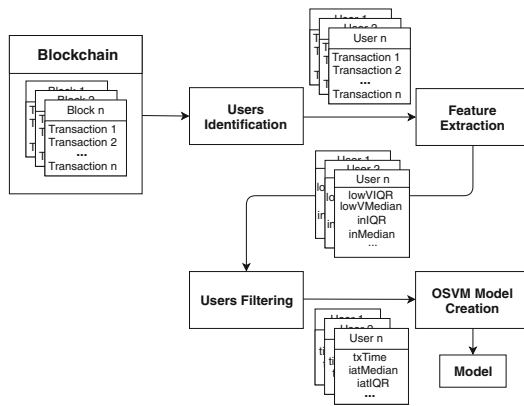 Blockchain
Block 1
Block 2
Block n
Transaction 1
Transaction 2
...
Transaction n
Users
Identification
User 1
User 2
User n
Transaction 1
Transaction 2
...
Transaction n
Feature
Extraction
User 1
User 2
User n
lowVIQR
lowVMedian
inIQR
inMedian
...
Users Filtering
User 1
User 2
User n
txTime
iatMedian
iatIQR
...
OSVM Model
Creation
Model